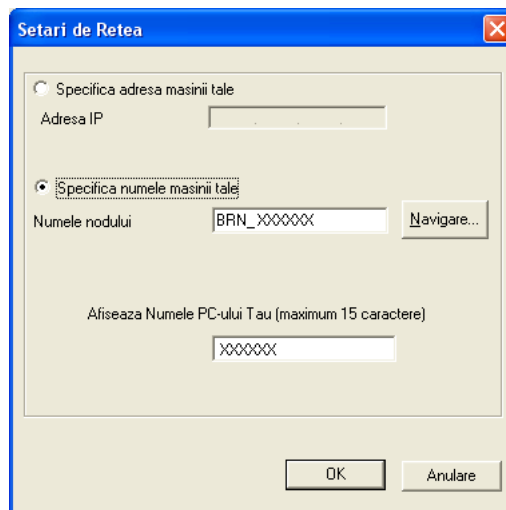 Setari de Retea
Specifica adresa masinii tale
Adresa IP
. . .
Specifica numele masinii tale
Numele nodului
BRN_XXXXXX
Navigare...
Afiseaza Numele PC-ului Tau (maximum 15 caractere)
XXXXXX
OK
Anulare